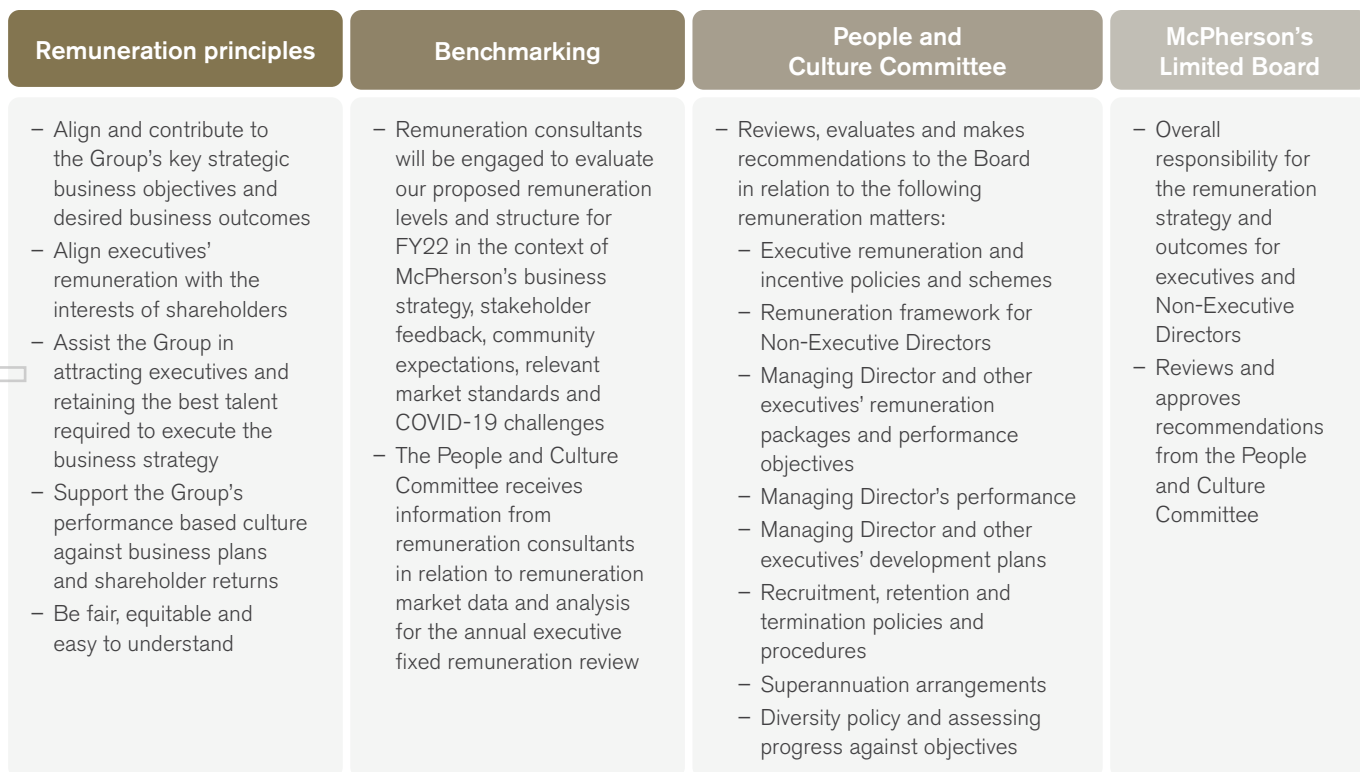 Remuneration principles
– Align and contribute to
the Group's key strategic
business objectives and
desired business outcomes
– Align executives'
remuneration with the
interests of shareholders
– Assist the Group in
attracting executives and
retaining the best talent
required to execute the
business strategy
– Support the Group's
performance based culture
against business plans
and shareholder returns
– Be fair, equitable and
easy to understand
Benchmarking
– Remuneration consultants
will be engaged to evaluate
our proposed remuneration
levels and structure for
FY22 in the context of
McPherson's business
strategy, stakeholder
feedback, community
expectations, relevant
market standards and
COVID-19 challenges
– The People and Culture
Committee receives
information from
remuneration consultants
in relation to remuneration
market data and analysis
for the annual executive
fixed remuneration review
People and
Culture Committee
– Reviews, evaluates and makes
recommendations to the Board
in relation to the following
remuneration matters:
– Executive remuneration and
incentive policies and schemes
– Remuneration framework for
Non-Executive Directors
– Managing Director and other
executives' remuneration
packages and performance
objectives
– Managing Director's performance
– Managing Director and other
executives' development plans
– Recruitment, retention and
termination policies and
procedures
– Superannuation arrangements
– Diversity policy and assessing
progress against objectives
McPherson's
Limited Board
– Overall
responsibility for
the remuneration
strategy and
outcomes for
executives and
Non-Executive
Directors
– Reviews and
approves
recommendations
from the People
and Culture
Committee